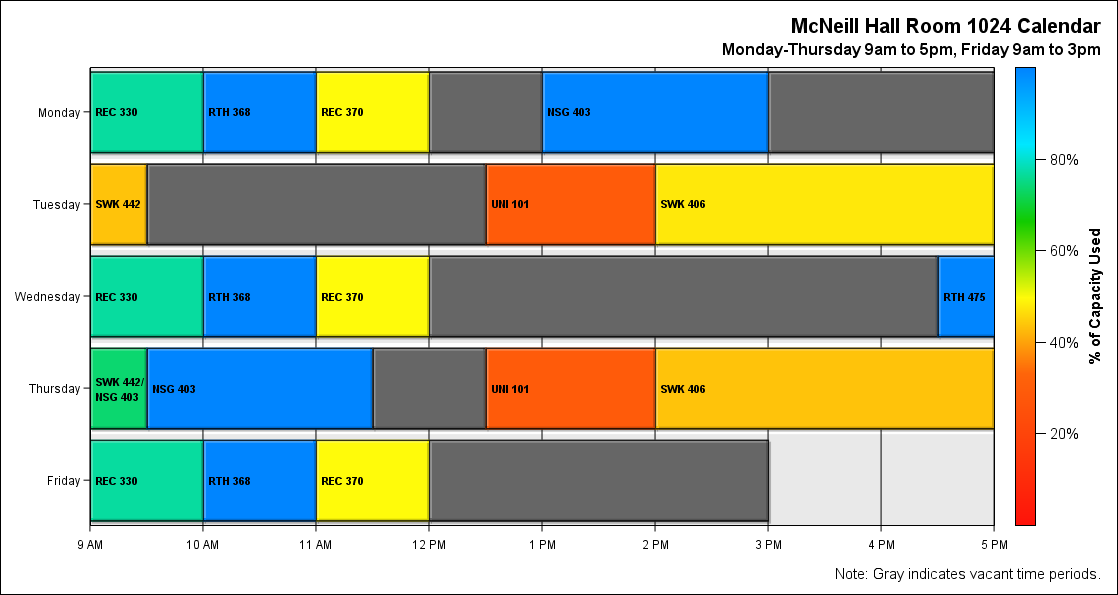 McNeill Hall Room 1024 Calendar
Monday-Thursday 9am to 5pm, Friday 9am to 3pm
Monday
REC 330
RTH 368
REC 370
NSG 403
Tuesday
SWK 442
UNI 101
SWK 406
Wednesday
REC 330
RTH 368
REC 370
RTH 475
Thursday
SWK 442/
NSG 403
NSG 403
UNI 101
SWK 406
Friday
REC 330
RTH 368
REC 370
9 AM
10 AM
11 AM
12 PM
1 PM
2 PM
3 PM
4 PM
5 PM
80%
60%
40%
20%
% of Capacity Used
Note: Gray indicates vacant time periods.